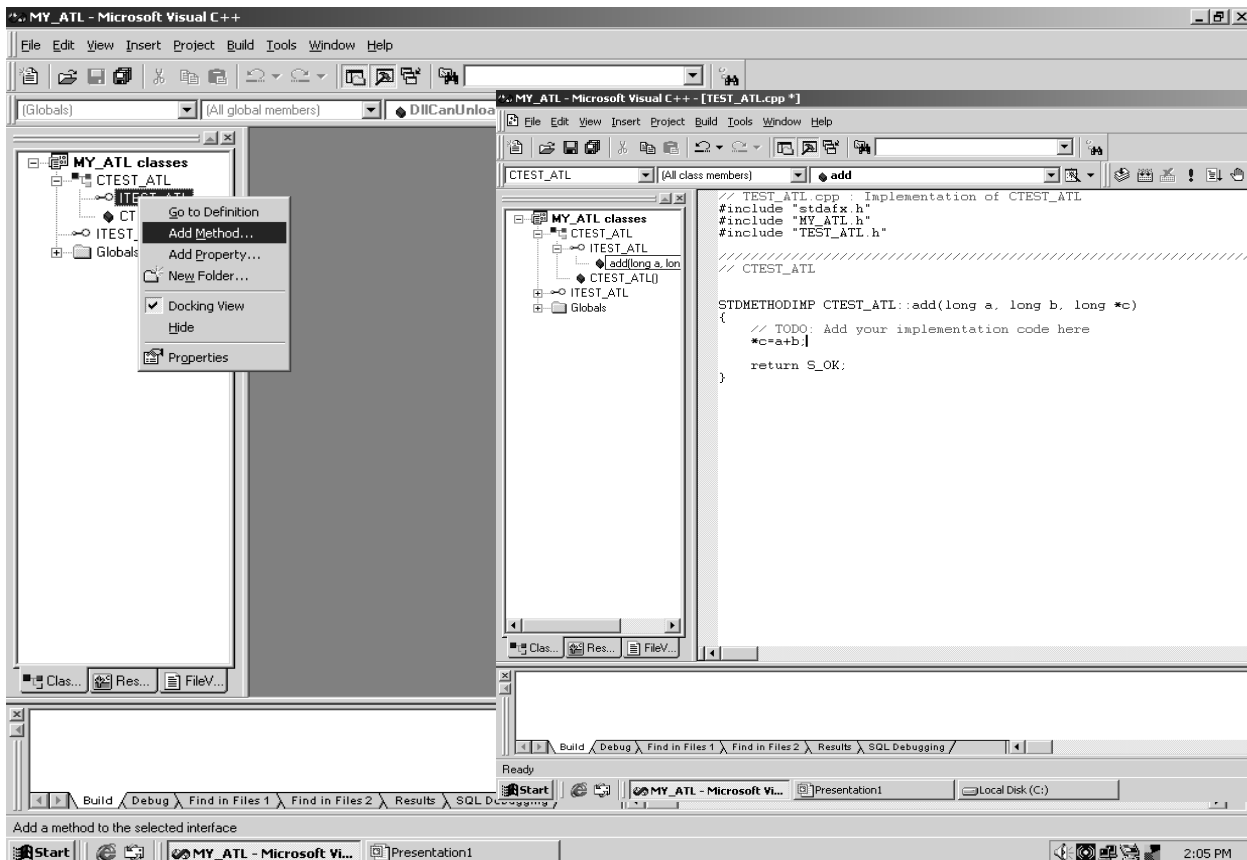 MY_ATL - Microsoft Visual C++
File Edit View Insert Project Build Tools Window Help
(Globals)
(All global members)
DllCanUnloa
MY_ATL classes
CTEST_ATL
CT
ITEST_
Globals
Go to Definition
Add Method...
Add Property...
New Folder...
Docking View
Hide
Properties
Clas... Res... FileV...
Build Debug Find in Files 1 Find in Files 2 Results SQL Debugging
Add a method to the selected interface
Start MY_ATL - Microsoft Vi... Presentation1
2:05 PM
MY_ATL - Microsoft Visual C++ - [TEST_ATL.cpp *]
File Edit View Insert Project Build Tools Window Help
CTEST_ATL
(All class members)
add
MY_ATL classes
CTEST_ATL
ITEST_ATL
add(long a, lon
CTEST_ATL()
ITEST_ATL
Globals
Clas... Res... FileV...
// TEST_ATL.cpp : Implementation of CTEST_ATL
#include "stdafx.h"
#include "MY_ATL.h"
#include "TEST_ATL.h"
/////////////////////////////////////////////////////////////////////////////
// CTEST_ATL
STDMETHODIMP CTEST_ATL::add(long a, long b, long *c)
{
// TODO: Add your implementation code here
*c=a+b;
return S_OK;
}
Build Debug Find in Files 1 Find in Files 2 Results SQL Debugging
Ready
Start MY_ATL - Microsoft Vi... Presentation1 Local Disk (C:)